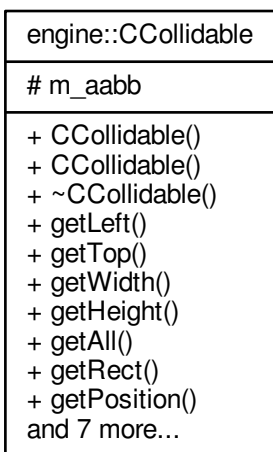 engine::CCollidable
# m_aabb
+ CCollidable()
+ CCollidable()
+ ~CCollidable()
+ getLeft()
+ getTop()
+ getWidth()
+ getHeight()
+ getAll()
+ getRect()
+ getPosition()
and 7 more...